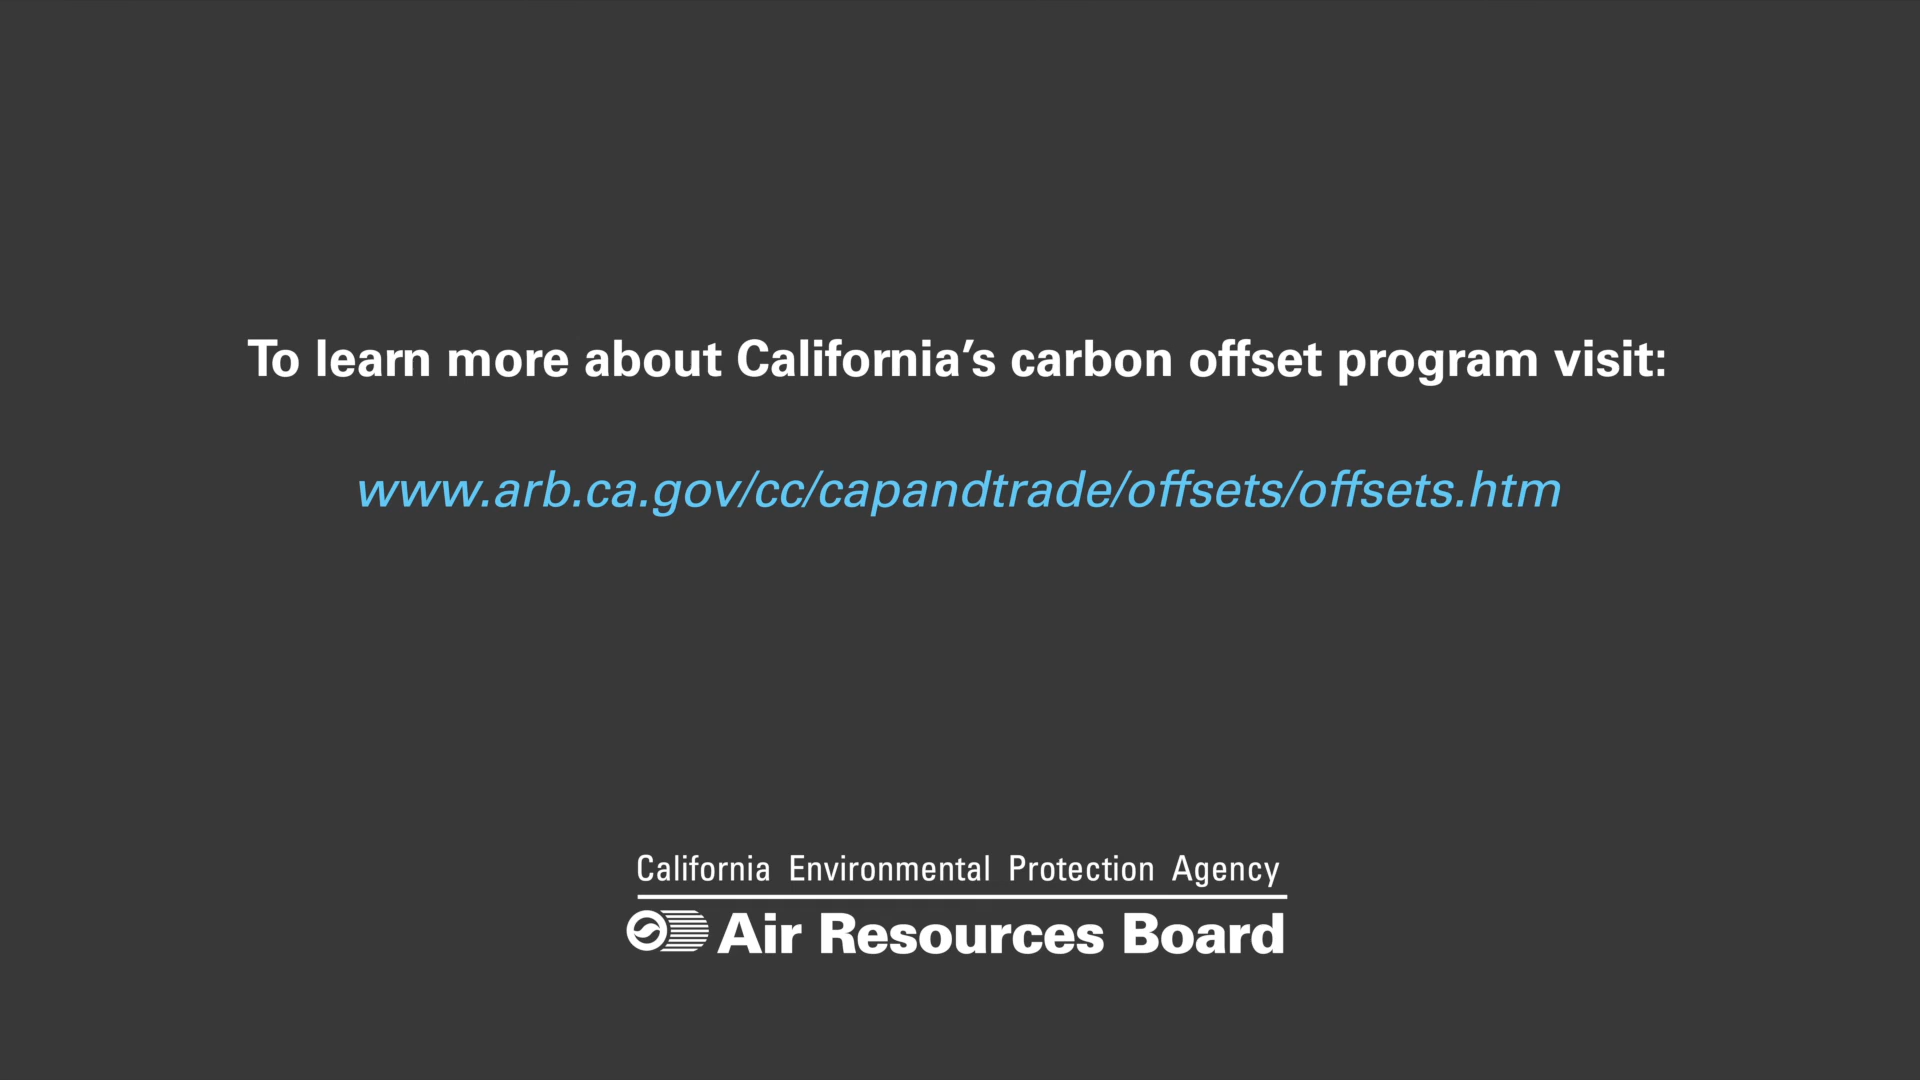 To learn more about California’s carbon offset program visit:
www.arb.ca.gov/cc/capandtrade/offsets/offsets.htm
California Environmental Protection Agency
Air Resources Board